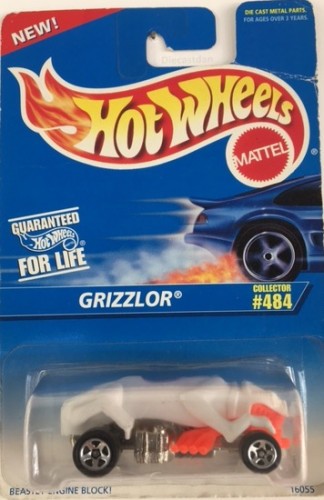 NEW!
DIE CAST METAL PARTS.
FOR AGES OVER 3 YEARS.
HOT WHEELS
MATTEL
GUARANTEED
Hot Wheels
FOR LIFE
GRIZZLOR®
COLLECTOR
#484
BEASTLY ENGINE BLOCK!
16055